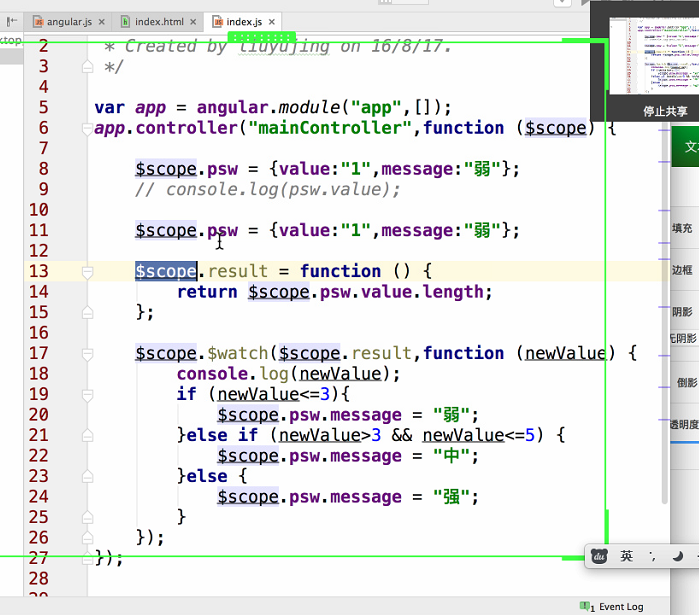 angular.js
index.html
index.js
ktop
2 * Created by liuyujing on 16/8/17.
3 */
4
5 var app = angular.module("app",[]);
6 app.controller("mainController",function ($scope) {
7
8 $scope.psw = {value:"1",message:"弱"};
9 // console.log(psw.value);
10
11 $scope.psw = {value:"1",message:"弱"};
12
13 $scope.result = function () {
14 return $scope.psw.value.length;
15 };
16
17 $scope.$watch($scope.result,function (newValue) {
18 console.log(newValue);
19 if (newValue<=3){
20 $scope.psw.message = "弱";
21 }else if (newValue>3 && newValue<=5) {
22 $scope.psw.message = "中";
23 }else {
24 $scope.psw.message = "强";
25 }
26 });
27 });
28
停止共享
文
填充
边框
阴影
无阴影
倒影
透明度
du 英
1 Event Log